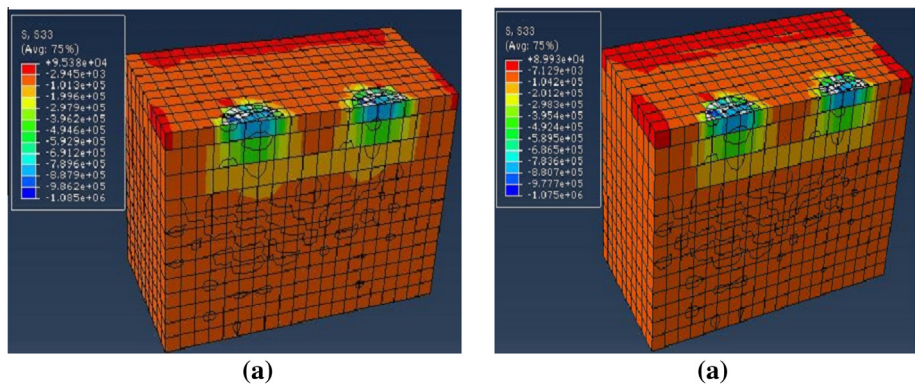 S, S33
(Avg: 75%)
+9.538e+04
-2.945e+03
-1.013e+05
-1.996e+05
-2.979e+05
-3.962e+05
-4.946e+05
-5.929e+05
-6.912e+05
-7.896e+05
-8.879e+05
-9.862e+05
-1.085e+06
(a)
S, S33
(Avg: 75%)
+8.993e+04
-7.129e+03
-1.042e+05
-2.012e+05
-2.983e+05
-3.954e+05
-4.924e+05
-5.895e+05
-6.865e+05
-7.836e+05
-8.807e+05
-9.777e+05
-1.075e+06
(a)